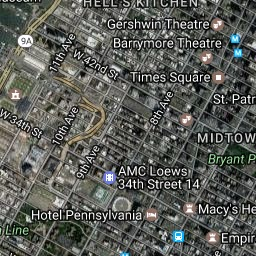 useum
HELL'S KITCHEN
Gershwin Theatre
9A
11th Ave
Barrymore Theatre
W 42nd St
Times Square
St. Patr
W 34th St
10th Ave
8th Ave
MIDTOW
9th Ave
Bryant P
AMC Loews
34th Street 14
Hotel Pennsylvania
Macy's He
n Line
Empir